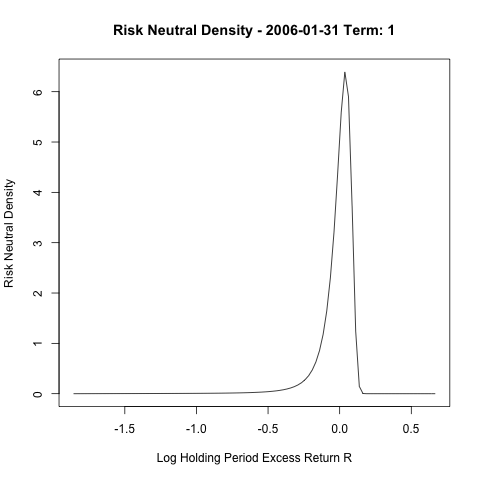 Risk Neutral Density - 2006-01-31 Term: 1
Risk Neutral Density
6
5
4
3
2
1
0
-1.5 -1.0 -0.5 0.0 0.5
Log Holding Period Excess Return R